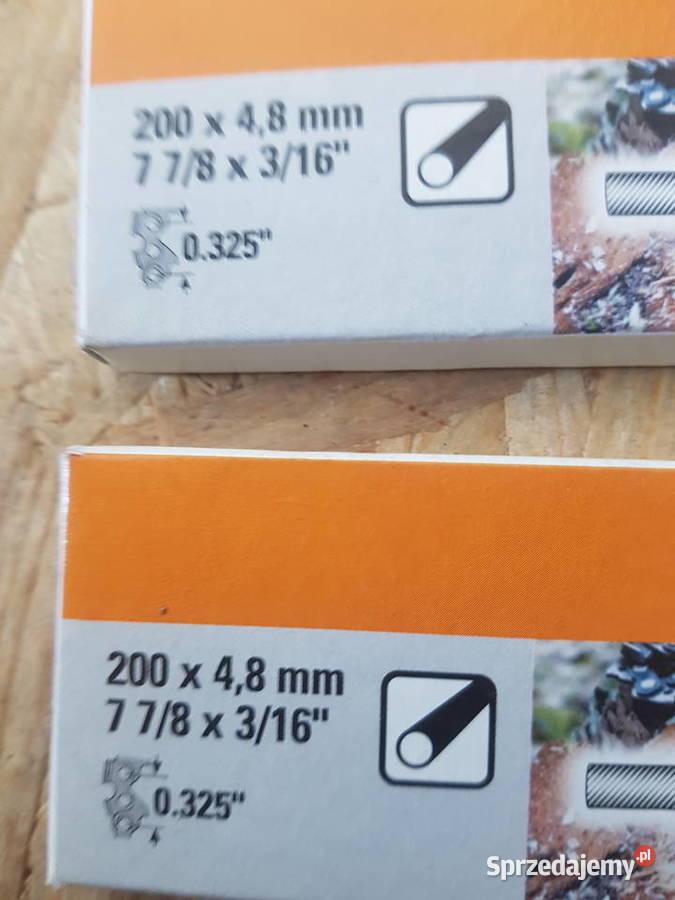 200 x 4,8 mm
7 7/8 x 3/16"
0.325"
200 x 4,8 mm
7 7/8 x 3/16"
0.325"
Sprzedajemy.pl